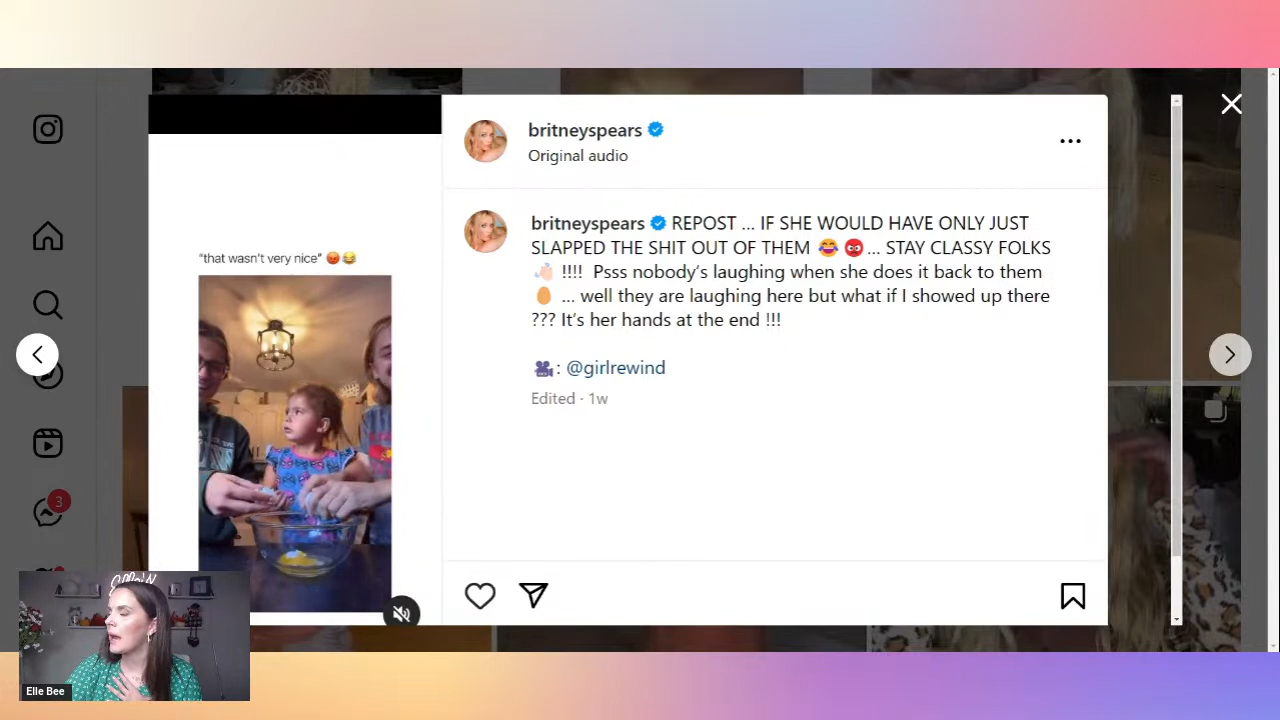 britneyspears
Original audio
"that wasn't very nice" 😡😂
britneyspears REPOST ... IF SHE WOULD HAVE ONLY JUST
SLAPPED THE SHIT OUT OF THEM 😂 😡 ... STAY CLASSY FOLKS
👏🏻 !!!! Psss nobody's laughing when she does it back to them
🥚 ... well they are laughing here but what if I showed up there
??? It's her hands at the end !!!
🎥: @girlrewind
Edited · 1w
3
Elle Bee